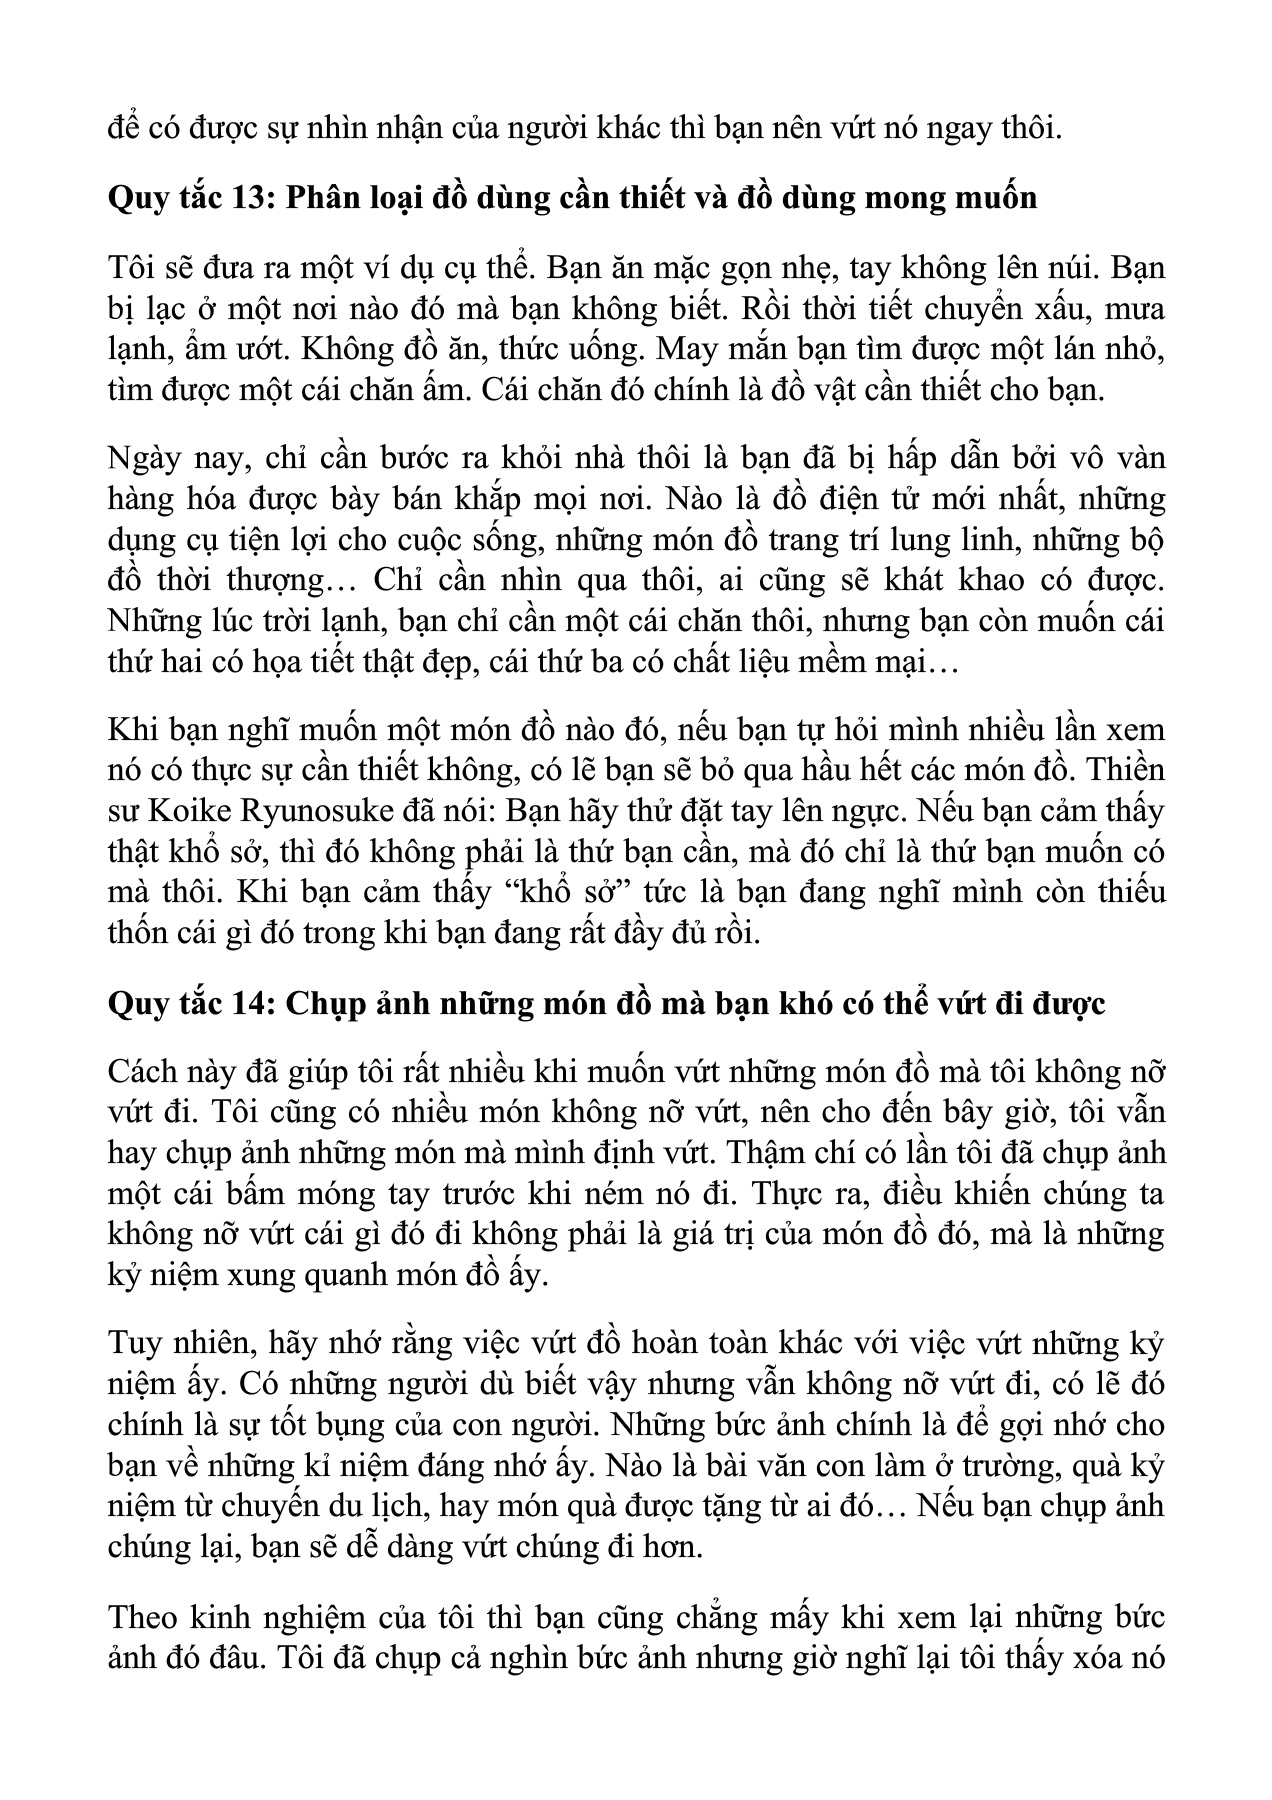 để có được sự nhìn nhận của người khác thì bạn nên vứt nó ngay thôi.
Quy tắc 13: Phân loại đồ dùng cần thiết và đồ dùng mong muốn
Tôi sẽ đưa ra một ví dụ cụ thể. Bạn ăn mặc gọn nhẹ, tay không lên núi. Bạn
bị lạc ở một nơi nào đó mà bạn không biết. Rồi thời tiết chuyển xấu, mưa
lạnh, ẩm ướt. Không đồ ăn, thức uống. May mắn bạn tìm được một lán nhỏ,
tìm được một cái chăn ấm. Cái chăn đó chính là đồ vật cần thiết cho bạn.
Ngày nay, chỉ cần bước ra khỏi nhà thôi là bạn đã bị hấp dẫn bởi vô vàn
hàng hóa được bày bán khắp mọi nơi. Nào là đồ điện tử mới nhất, những
dụng cụ tiện lợi cho cuộc sống, những món đồ trang trí lung linh, những bộ
đồ thời thượng… Chỉ cần nhìn qua thôi, ai cũng sẽ khát khao có được.
Những lúc trời lạnh, bạn chỉ cần một cái chăn thôi, nhưng bạn còn muốn cái
thứ hai có họa tiết thật đẹp, cái thứ ba có chất liệu mềm mại…
Khi bạn nghĩ muốn một món đồ nào đó, nếu bạn tự hỏi mình nhiều lần xem
nó có thực sự cần thiết không, có lẽ bạn sẽ bỏ qua hầu hết các món đồ. Thiền
sư Koike Ryunosuke đã nói: Bạn hãy thử đặt tay lên ngực. Nếu bạn cảm thấy
thật khổ sở, thì đó không phải là thứ bạn cần, mà đó chỉ là thứ bạn muốn có
mà thôi. Khi bạn cảm thấy “khổ sở” tức là bạn đang nghĩ mình còn thiếu
thốn cái gì đó trong khi bạn đang rất đầy đủ rồi.
Quy tắc 14: Chụp ảnh những món đồ mà bạn khó có thể vứt đi được
Cách này đã giúp tôi rất nhiều khi muốn vứt những món đồ mà tôi không nỡ
vứt đi. Tôi cũng có nhiều món không nỡ vứt, nên cho đến bây giờ, tôi vẫn
hay chụp ảnh những món mà mình định vứt. Thậm chí có lần tôi đã chụp ảnh
một cái bấm móng tay trước khi ném nó đi. Thực ra, điều khiến chúng ta
không nỡ vứt cái gì đó đi không phải là giá trị của món đồ đó, mà là những
kỷ niệm xung quanh món đồ ấy.
Tuy nhiên, hãy nhớ rằng việc vứt đồ hoàn toàn khác với việc vứt những kỷ
niệm ấy. Có những người dù biết vậy nhưng vẫn không nỡ vứt đi, có lẽ đó
chính là sự tốt bụng của con người. Những bức ảnh chính là để gợi nhớ cho
bạn về những kỉ niệm đáng nhớ ấy. Nào là bài văn con làm ở trường, quà kỷ
niệm từ chuyến du lịch, hay món quà được tặng từ ai đó… Nếu bạn chụp ảnh
chúng lại, bạn sẽ dễ dàng vứt chúng đi hơn.
Theo kinh nghiệm của tôi thì bạn cũng chẳng mấy khi xem lại những bức
ảnh đó đâu. Tôi đã chụp cả nghìn bức ảnh nhưng giờ nghĩ lại tôi thấy xóa nó